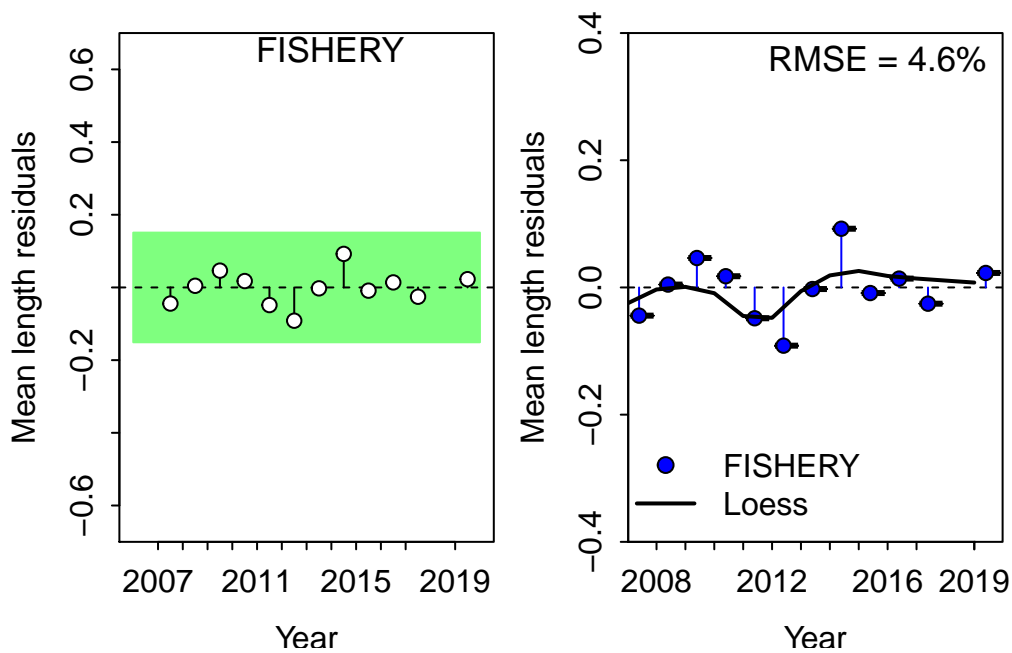 FISHERY
Mean length residuals
0.6
0.4
0.2
−0.2
−0.6
2007 2011 2015 2019
Year
RMSE = 4.6%
Mean length residuals
0.4
0.2
0.0
−0.2
−0.4
FISHERY
Loess
2008 2012 2016 2019
Year